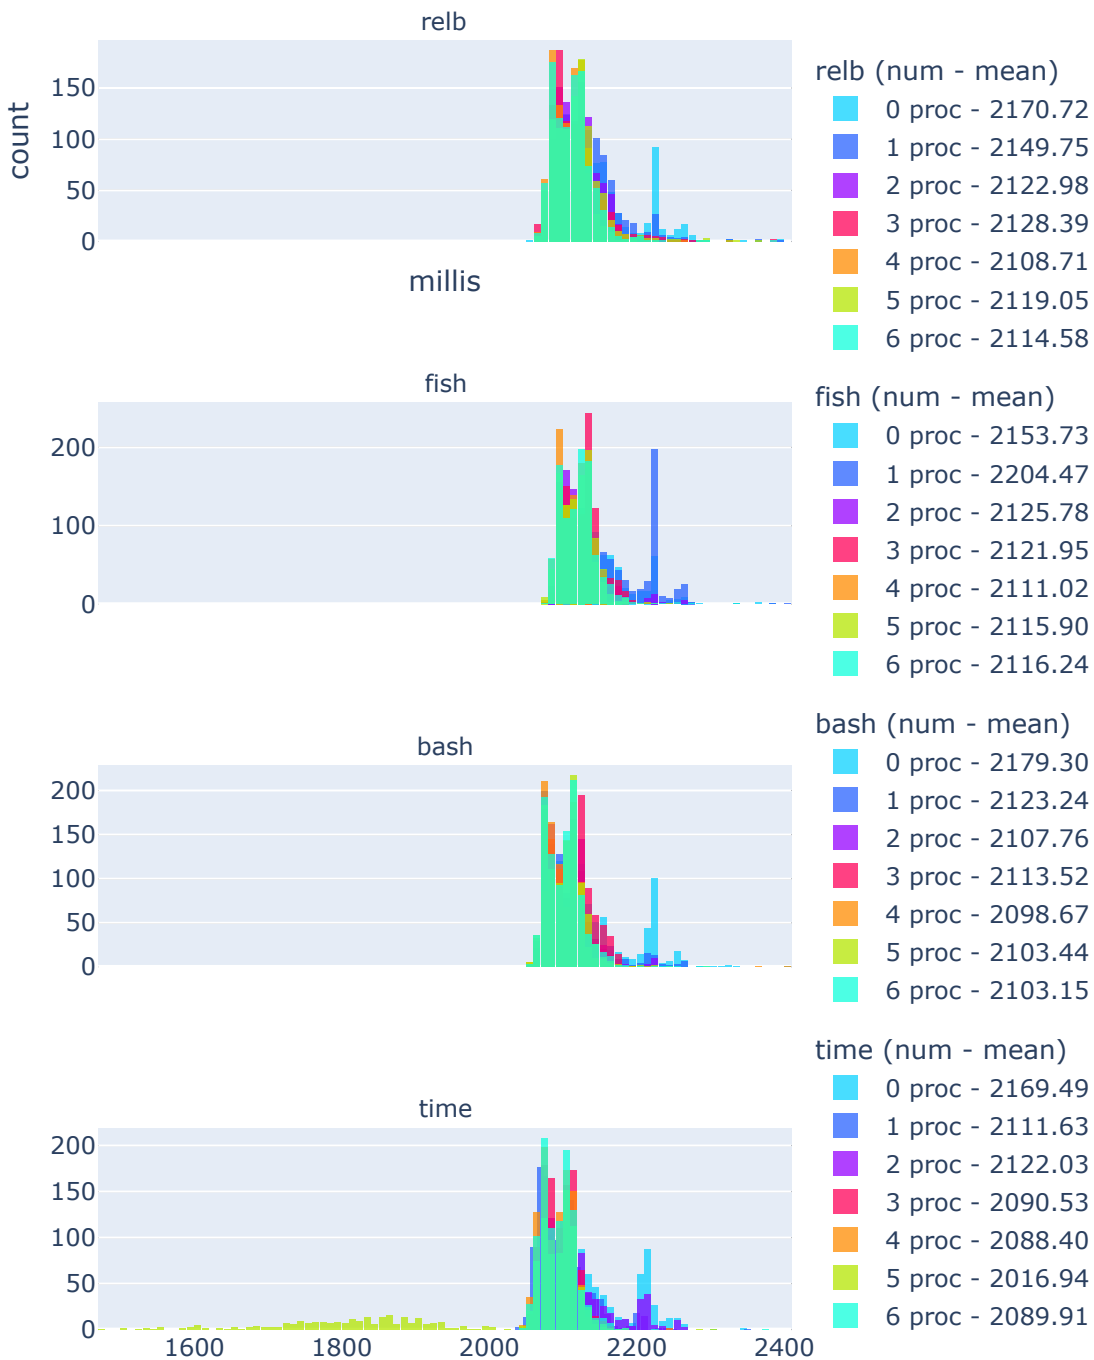 relb
count
150
100
50
0
millis
relb (num - mean)
0 proc - 2170.72
1 proc - 2149.75
2 proc - 2122.98
3 proc - 2128.39
4 proc - 2108.71
5 proc - 2119.05
6 proc - 2114.58
fish
200
100
0
fish (num - mean)
0 proc - 2153.73
1 proc - 2204.47
2 proc - 2125.78
3 proc - 2121.95
4 proc - 2111.02
5 proc - 2115.90
6 proc - 2116.24
bash
200
150
100
50
0
bash (num - mean)
0 proc - 2179.30
1 proc - 2123.24
2 proc - 2107.76
3 proc - 2113.52
4 proc - 2098.67
5 proc - 2103.44
6 proc - 2103.15
time
200
150
100
50
0
1600 1800 2000 2200 2400
time (num - mean)
0 proc - 2169.49
1 proc - 2111.63
2 proc - 2122.03
3 proc - 2090.53
4 proc - 2088.40
5 proc - 2016.94
6 proc - 2089.91